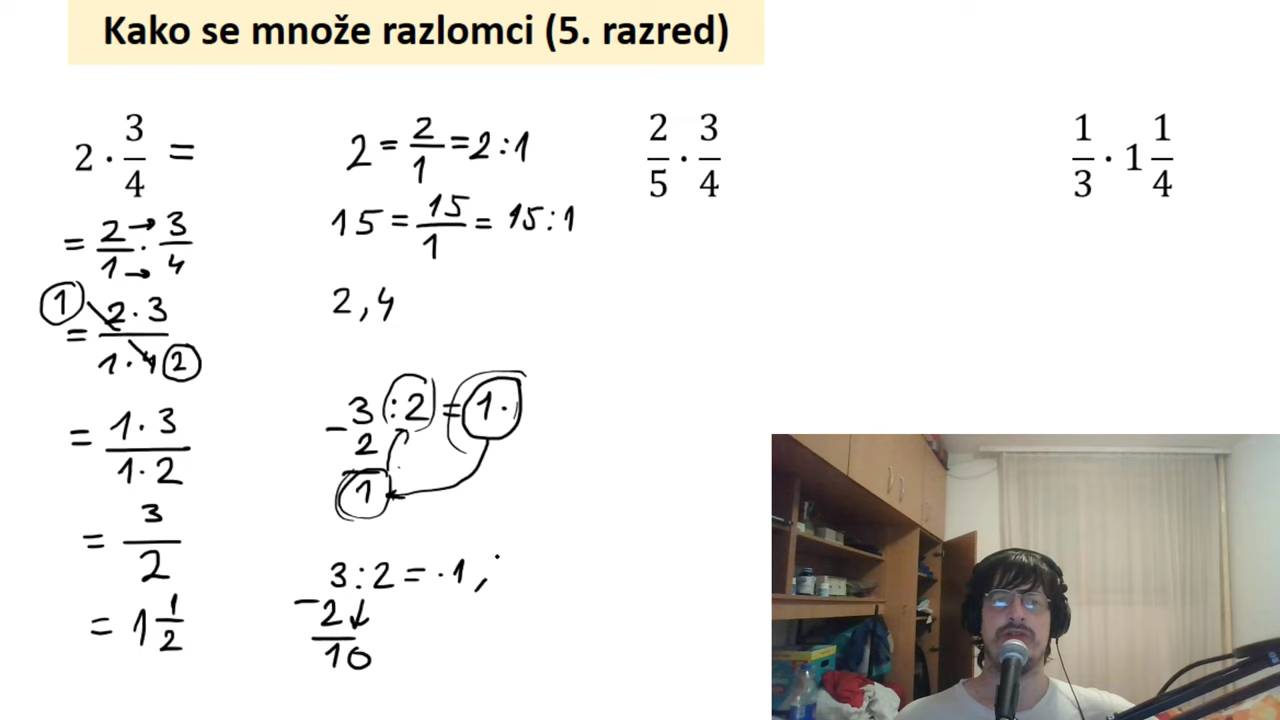 Kako se množe razlomci (5. razred)
2 · 3/4 =
= 2/1 · 3/4
① = 2·3 / 1·4 ②
= 1·3 / 1·2
= 3/2
= 1 1/2
2 = 2/1 = 2:1
15 = 15/1 = 15:1
2,4
3 :2 = 1·
- 2
1
3:2 = ·1,
-2↓
10
2/5 · 3/4
1/3 · 1 1/4